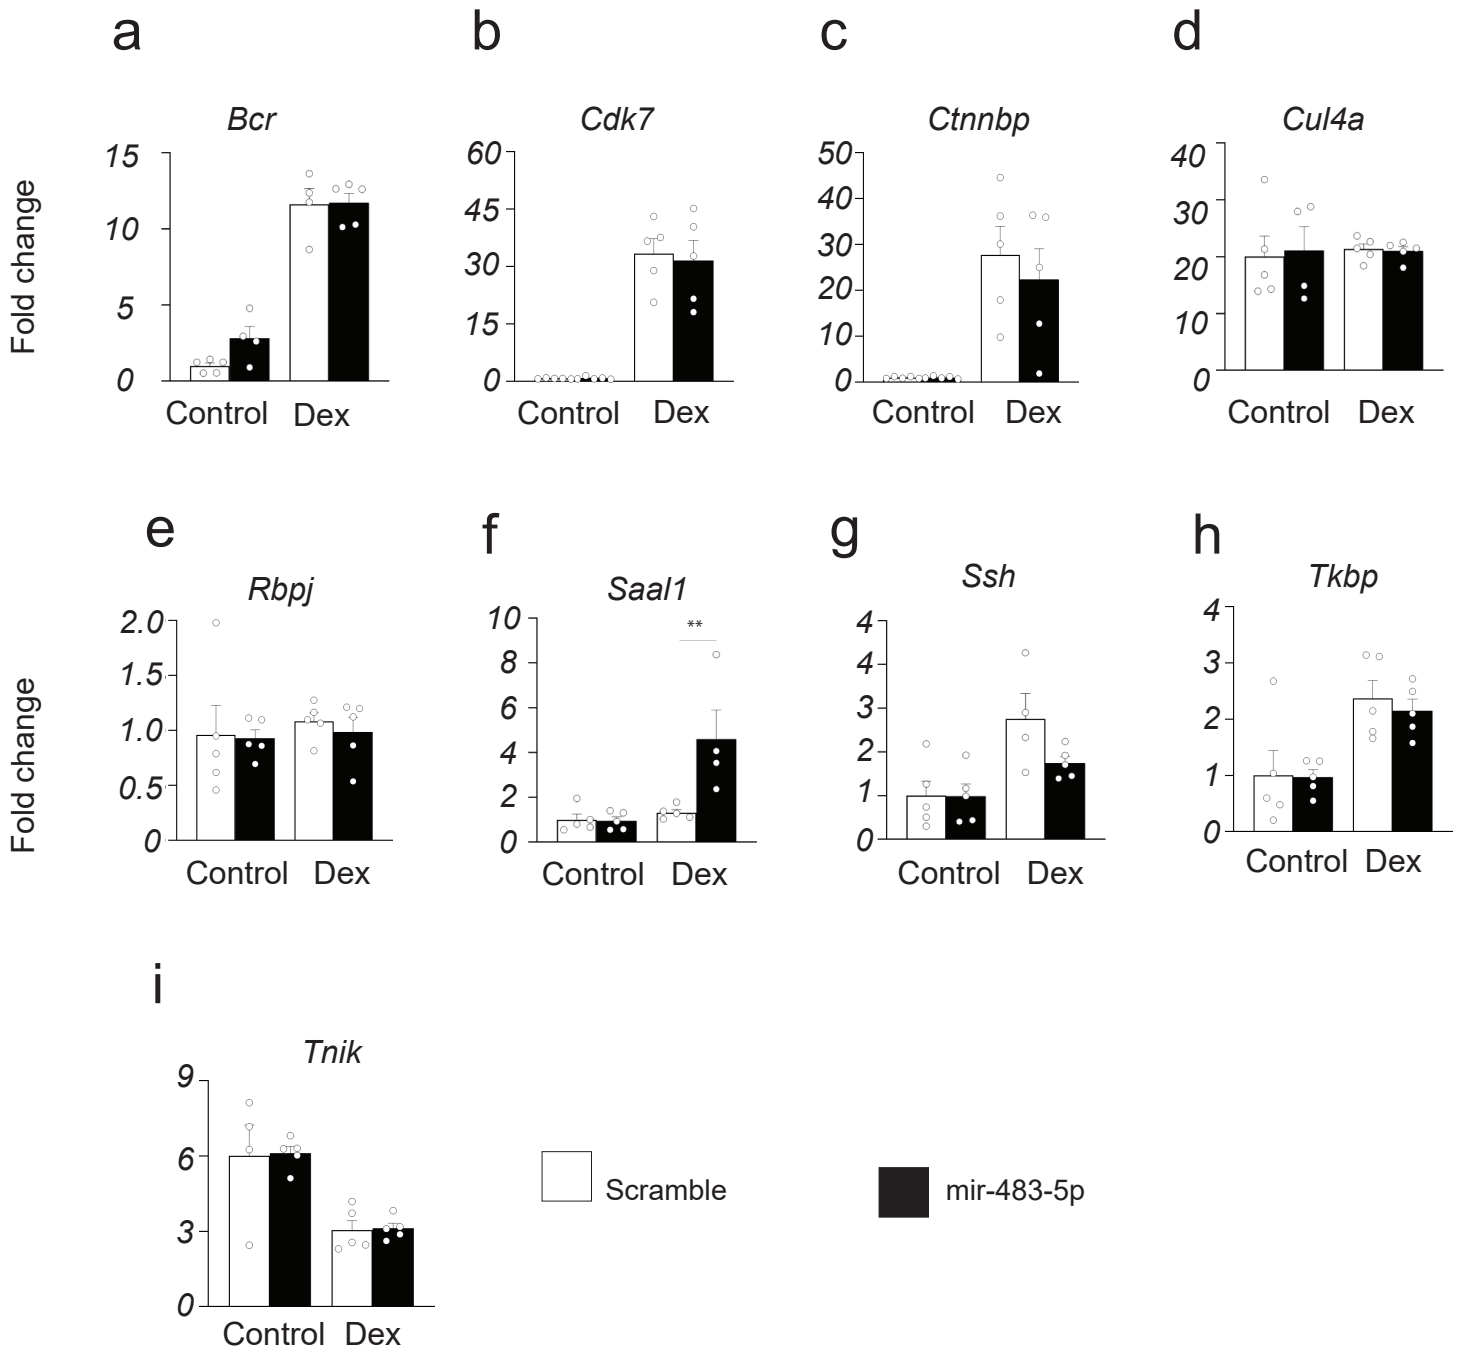 a b c d
Bcr Cdk7 Ctnnbp Cul4a
Fold change
15
10
5
0
Control Dex
60
45
30
15
0
Control Dex
50
40
30
20
10
0
Control Dex
40
30
20
10
0
Control Dex
e f g h
Rbpj Saal1 Ssh Tkbp
Fold change
2.0
1.5
1.0
0.5
0
Control Dex
10
8
6
4
2
0
**
Control Dex
4
4
3
2
1
0
Control Dex
4
3
2
1
0
Control Dex
i
Tnik
9
6
3
0
Control Dex
Scramble
mir-483-5p